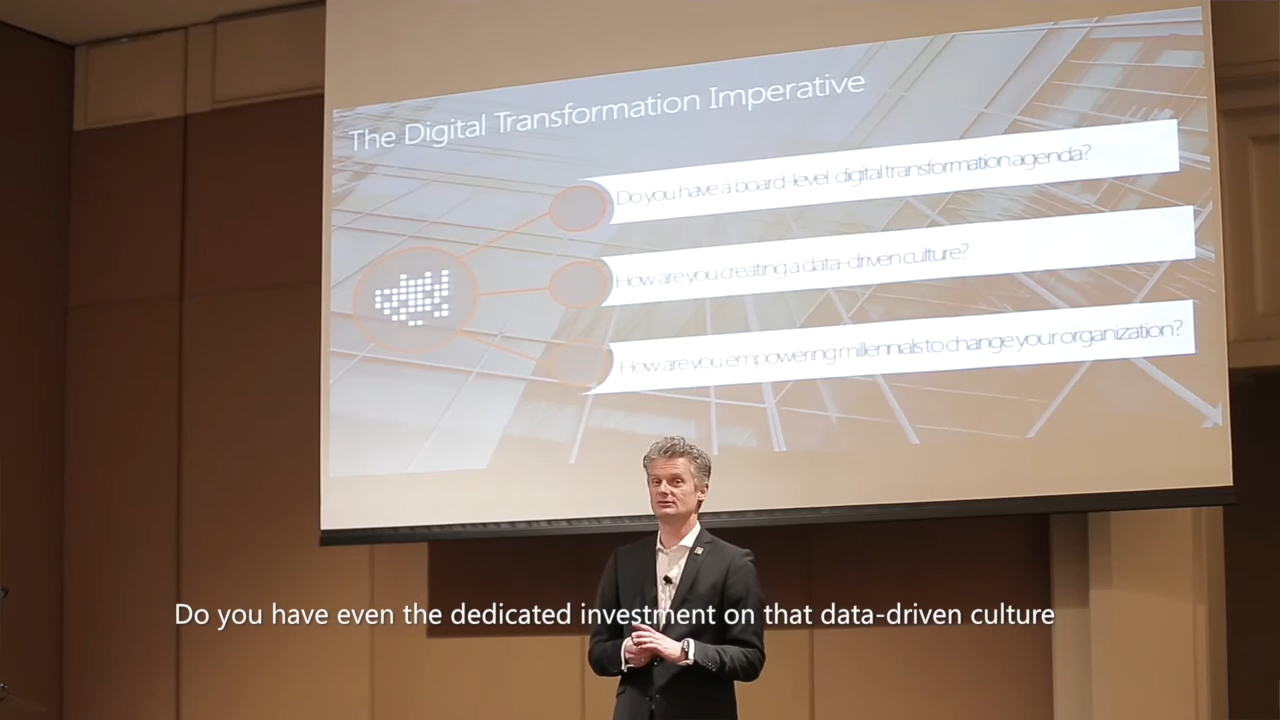 The Digital Transformation Imperative
Do you have a board-level digital transformation agenda?
How are you creating a data-driven culture?
How are you empowering millennials to change your organization?
Do you have even the dedicated investment on that data-driven culture